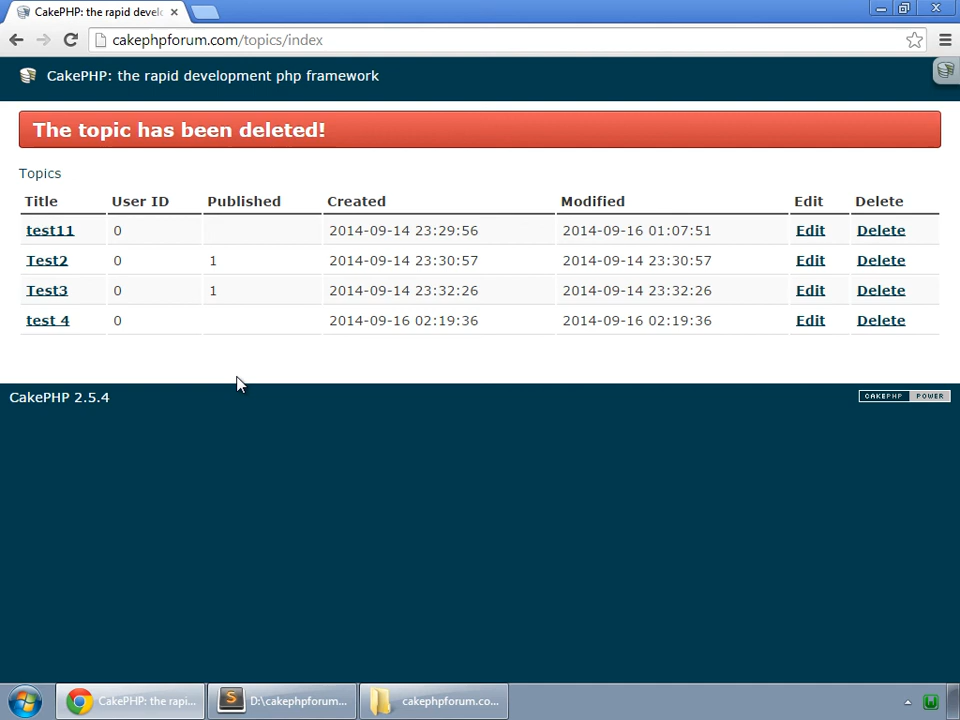 CakePHP: the rapid devel
cakephpforum.com/topics/index
CakePHP: the rapid development php framework
The topic has been deleted!
Topics
Title User ID Published Created Modified Edit Delete
test11 0 2014-09-14 23:29:56 2014-09-16 01:07:51 Edit Delete
Test2 0 1 2014-09-14 23:30:57 2014-09-14 23:30:57 Edit Delete
Test3 0 1 2014-09-14 23:32:26 2014-09-14 23:32:26 Edit Delete
test 4 0 2014-09-16 02:19:36 2014-09-16 02:19:36 Edit Delete
CakePHP 2.5.4 CAKEPHP POWER
CakePHP: the rapi... D:\cakephpforum... cakephpforum.co...